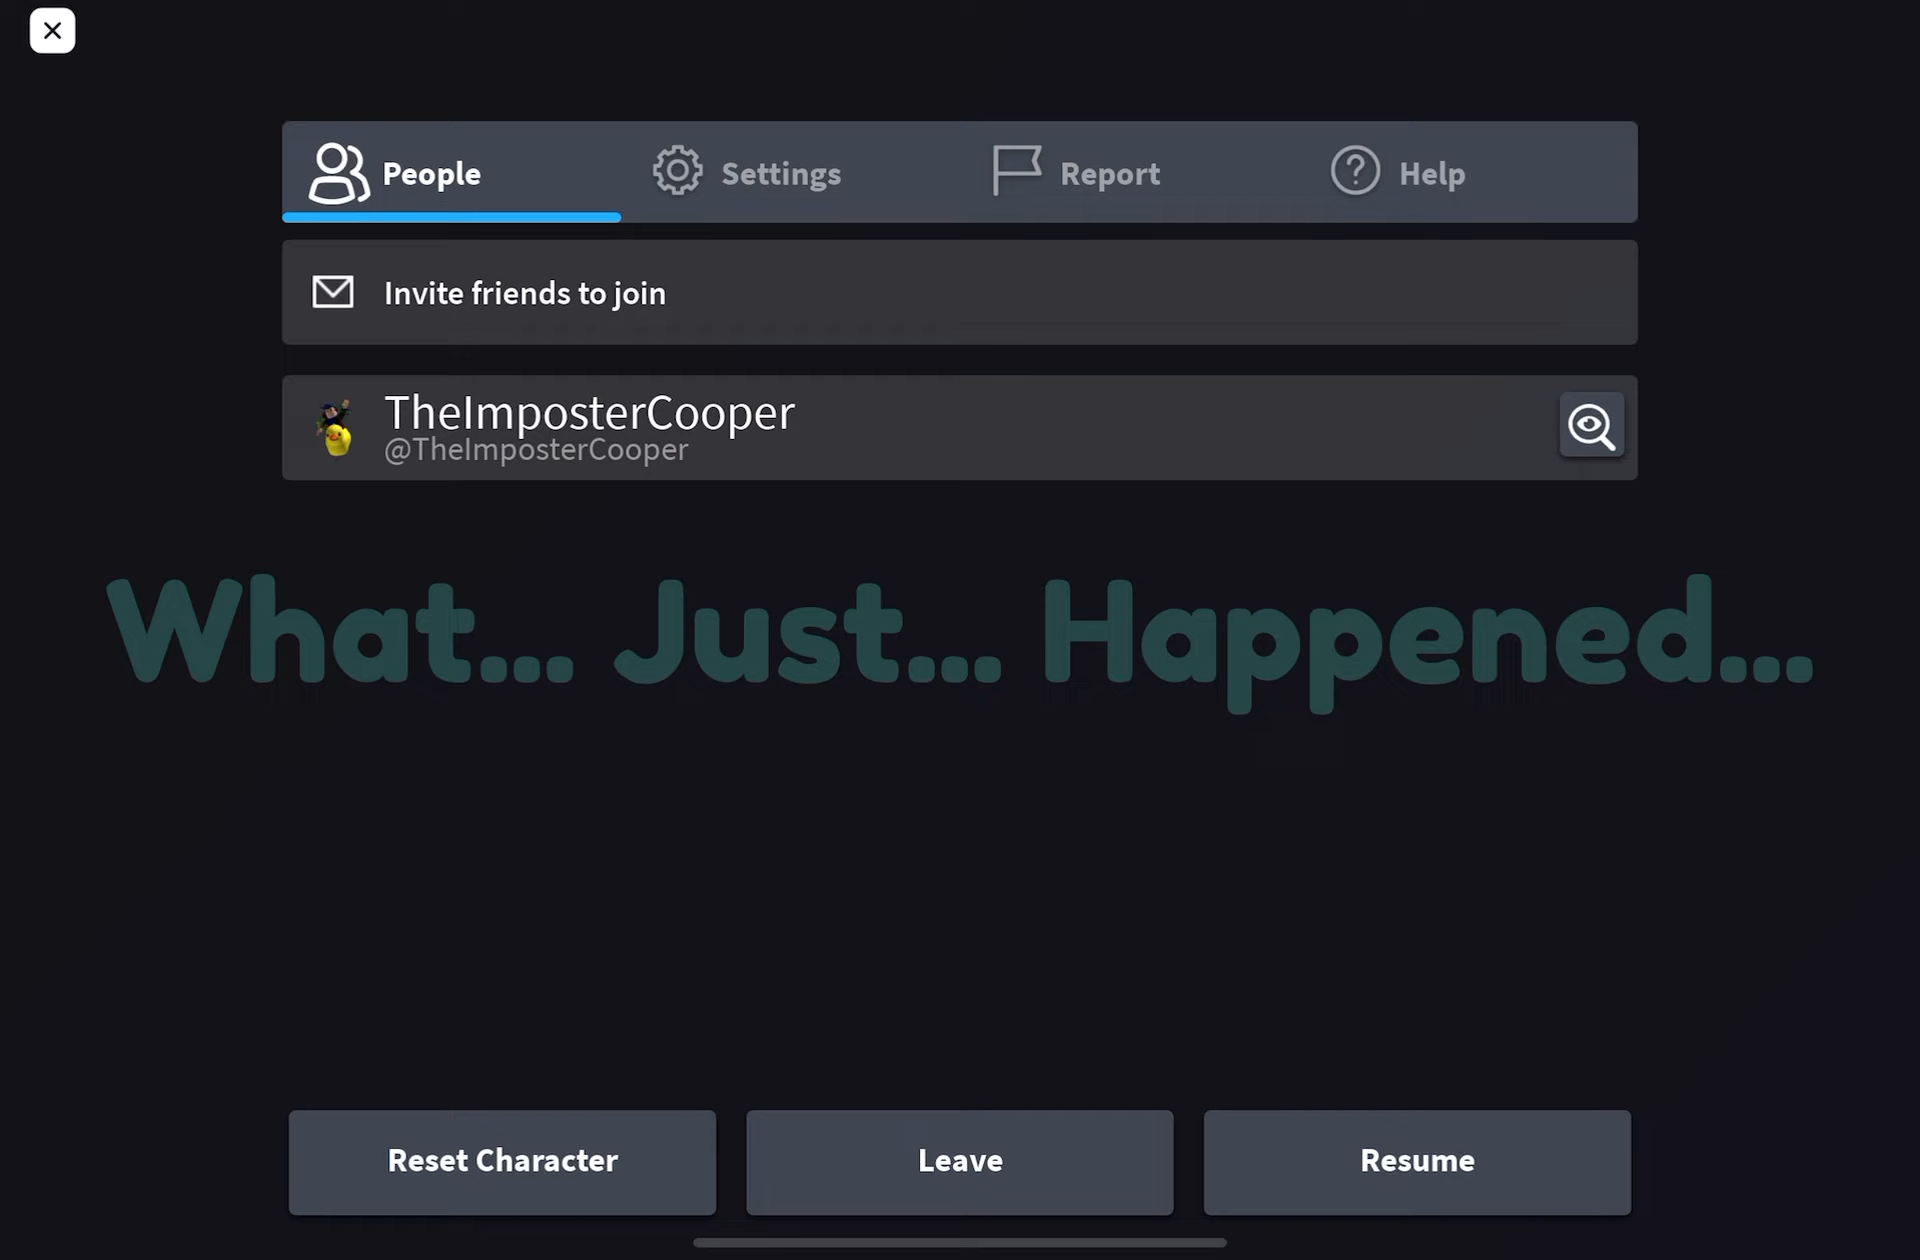 People
Settings
Report
Help
Invite friends to join
TheImposterCooper
@TheImposterCooper
What... Just... Happened...
Reset Character
Leave
Resume